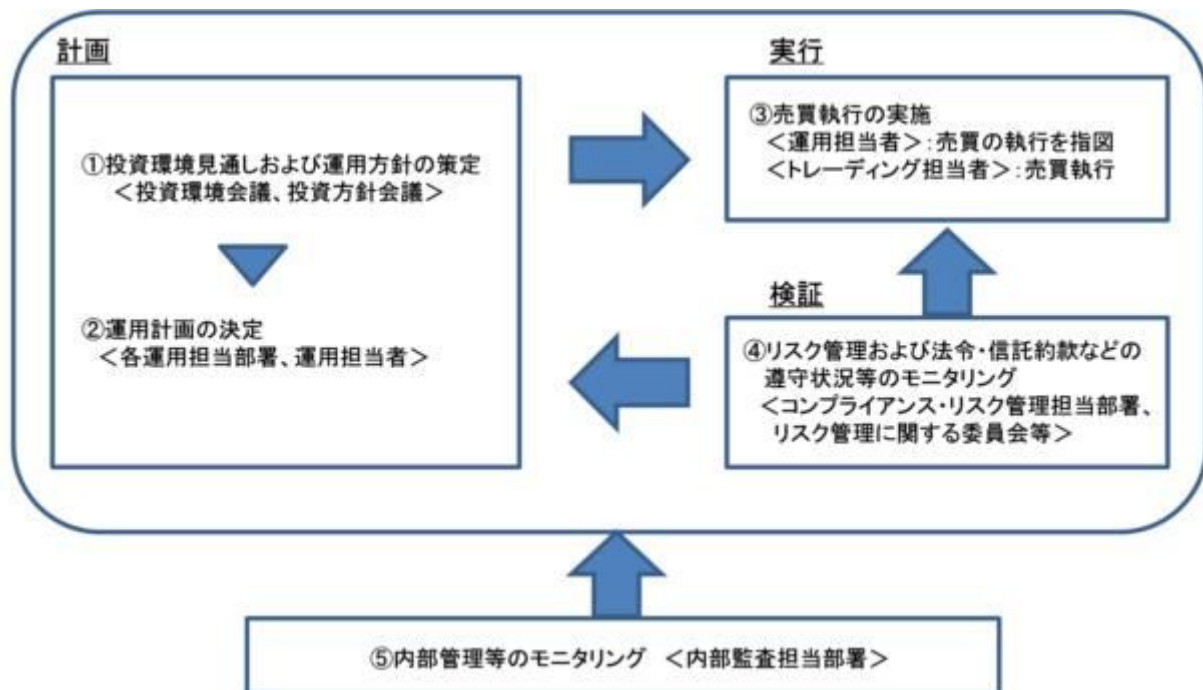 計画
①投資環境見通しおよび運用方針の策定
＜投資環境会議、投資方針会議＞
②運用計画の決定
＜各運用担当部署、運用担当者＞
実行
③売買執行の実施
＜運用担当者＞：売買の執行を指図
＜トレーディング担当者＞：売買執行
検証
④リスク管理および法令・信託約款などの
遵守状況等のモニタリング
＜コンプライアンス・リスク管理担当部署、
リスク管理に関する委員会等＞
⑤内部管理等のモニタリング　＜内部監査担当部署＞